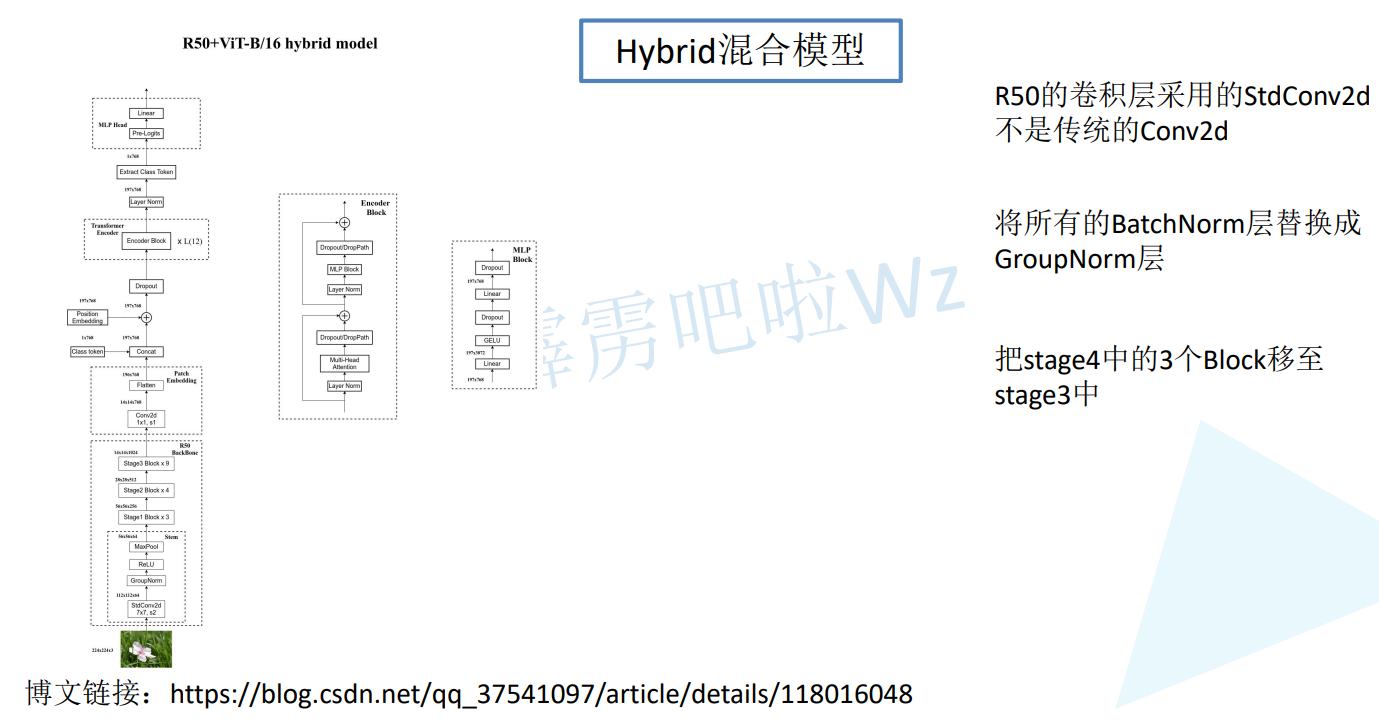 Hybrid混合模型
R50+ViT-B/16 hybrid model
R50的卷积层采用的StdConv2d
不是传统的Conv2d
将所有的BatchNorm层替换成
GroupNorm层
把stage4中的3个Block移至
stage3中
Linear
MLP Head
Pre-Logits
1x768
Extract Class Token
197x768
Layer Norm
Transformer
Encoder
Encoder Block
x L(12)
Dropout
197x768
197x768
Position
Embedding
1x768
197x768
Class token
Concat
196x768
Patch
Embedding
Flatten
14x14x768
Conv2d
1x1, s1
R50
BackBone
14x14x1024
Stage3 Block x 9
28x28x512
Stage2 Block x 4
56x56x256
Stage1 Block x 3
56x56x64
Stem
MaxPool
ReLU
GroupNorm
112x112x64
StdConv2d
7x7, s2
224x224x3
Encoder
Block
Dropout/DropPath
MLP Block
Layer Norm
Dropout/DropPath
Multi-Head
Attention
Layer Norm
MLP
Block
Dropout
197x768
Linear
Dropout
GELU
197x3072
Linear
197x768
霹雳吧啦Wz
博文链接：https://blog.csdn.net/qq_37541097/article/details/118016048